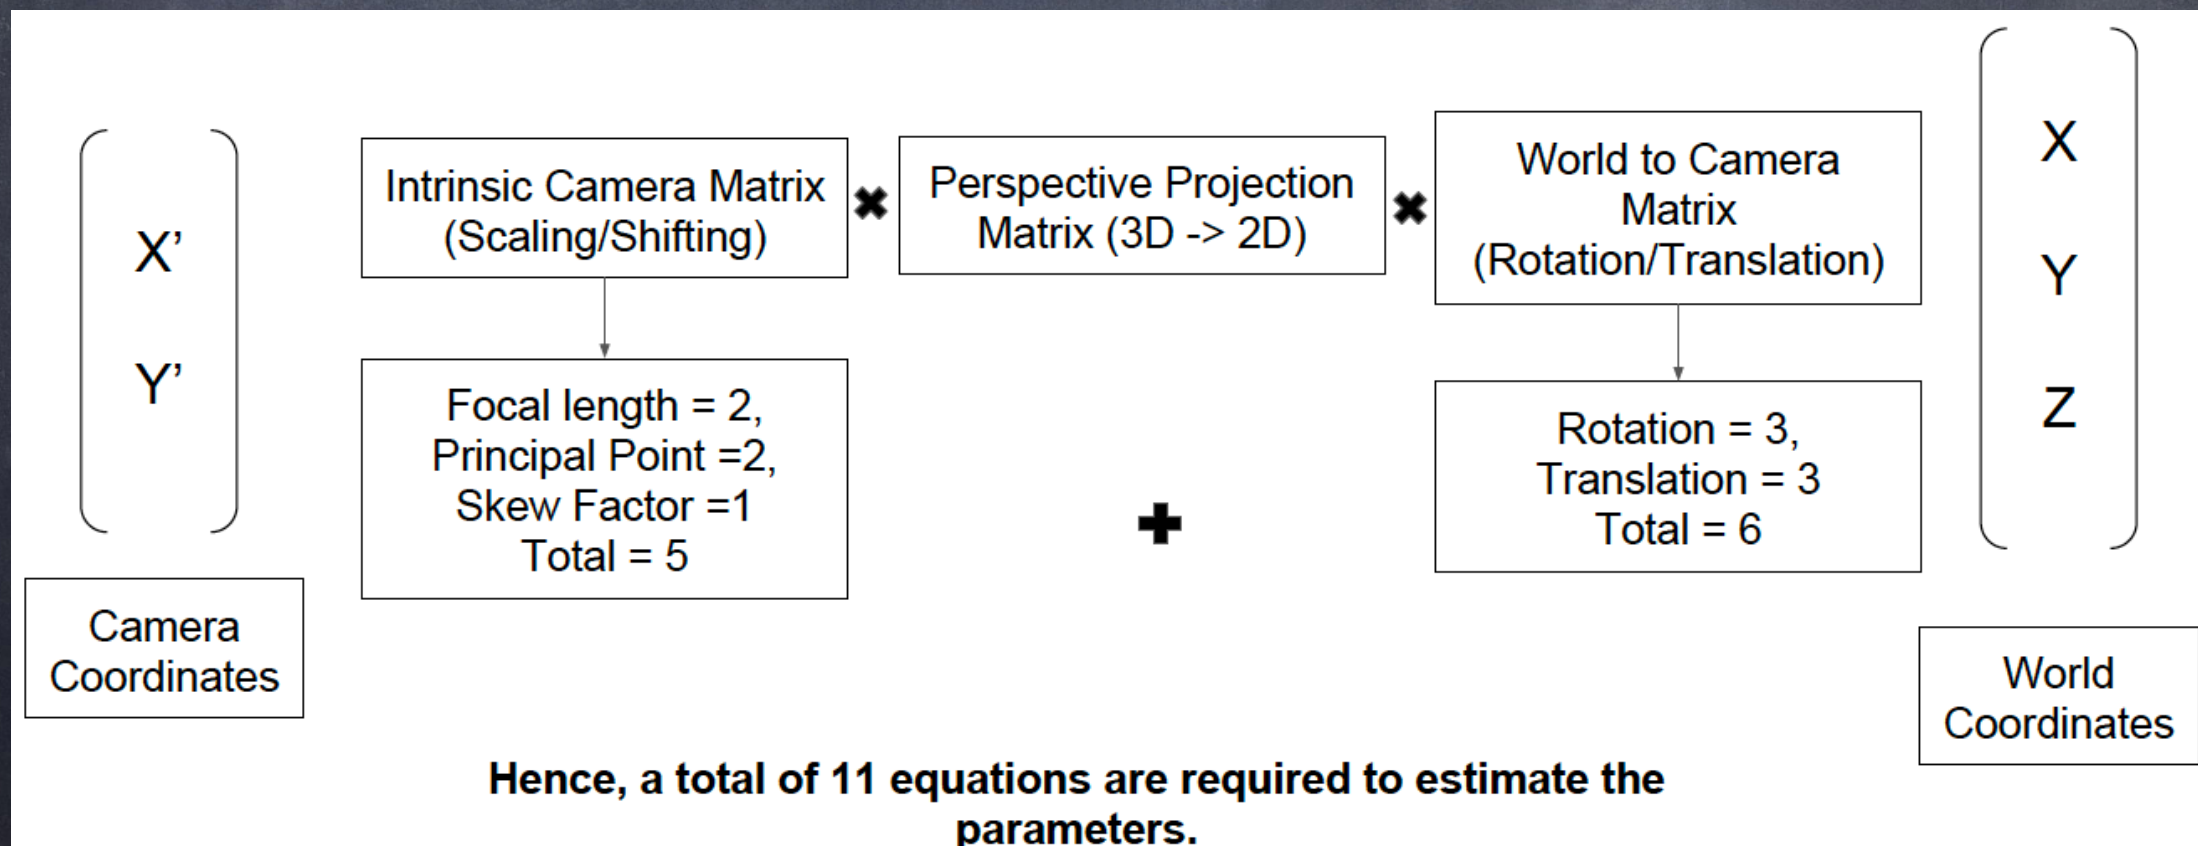 X’
Y’
Camera
Coordinates
Intrinsic Camera Matrix
(Scaling/Shifting)
Focal length = 2,
Principal Point =2,
Skew Factor =1
Total = 5
Perspective Projection
Matrix (3D -> 2D)
World to Camera
Matrix
(Rotation/Translation)
Rotation = 3,
Translation = 3
Total = 6
X
Y
Z
World
Coordinates
Hence, a total of 11 equations are required to estimate the
parameters.